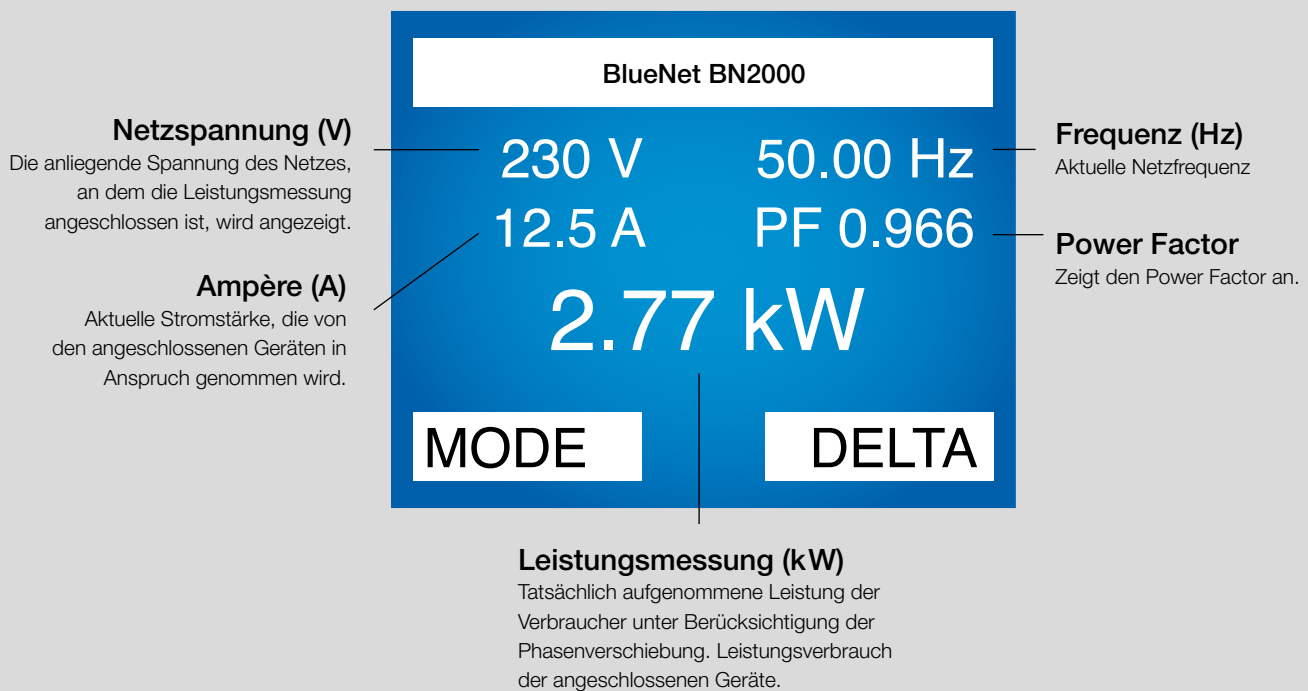 BlueNet BN2000
Netzspannung (V)
Die anliegende Spannung des Netzes,
an dem die Leistungsmessung
angeschlossen ist, wird angezeigt.
Ampère (A)
Aktuelle Stromstärke, die von
den angeschlossenen Geräten in
Anspruch genommen wird.
230 V
50.00 Hz
12.5 A
PF 0.966
2.77 kW
MODE
DELTA
Frequenz (Hz)
Aktuelle Netzfrequenz
Power Factor
Zeigt den Power Factor an.
Leistungsmessung (kW)
Tatsächlich aufgenommene Leistung der
Verbraucher unter Berücksichtigung der
Phasenverschiebung. Leistungsverbrauch
der angeschlossenen Geräte.